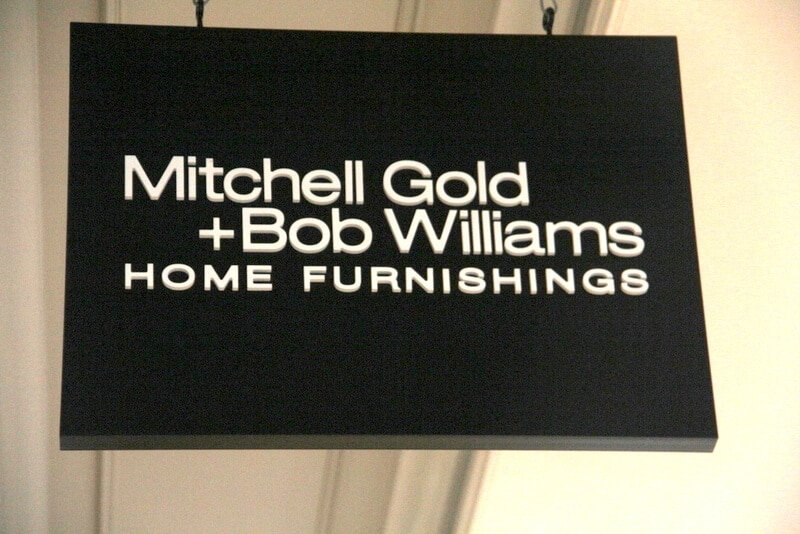 Mitchell Gold
+Bob Williams
HOME FURNISHINGS